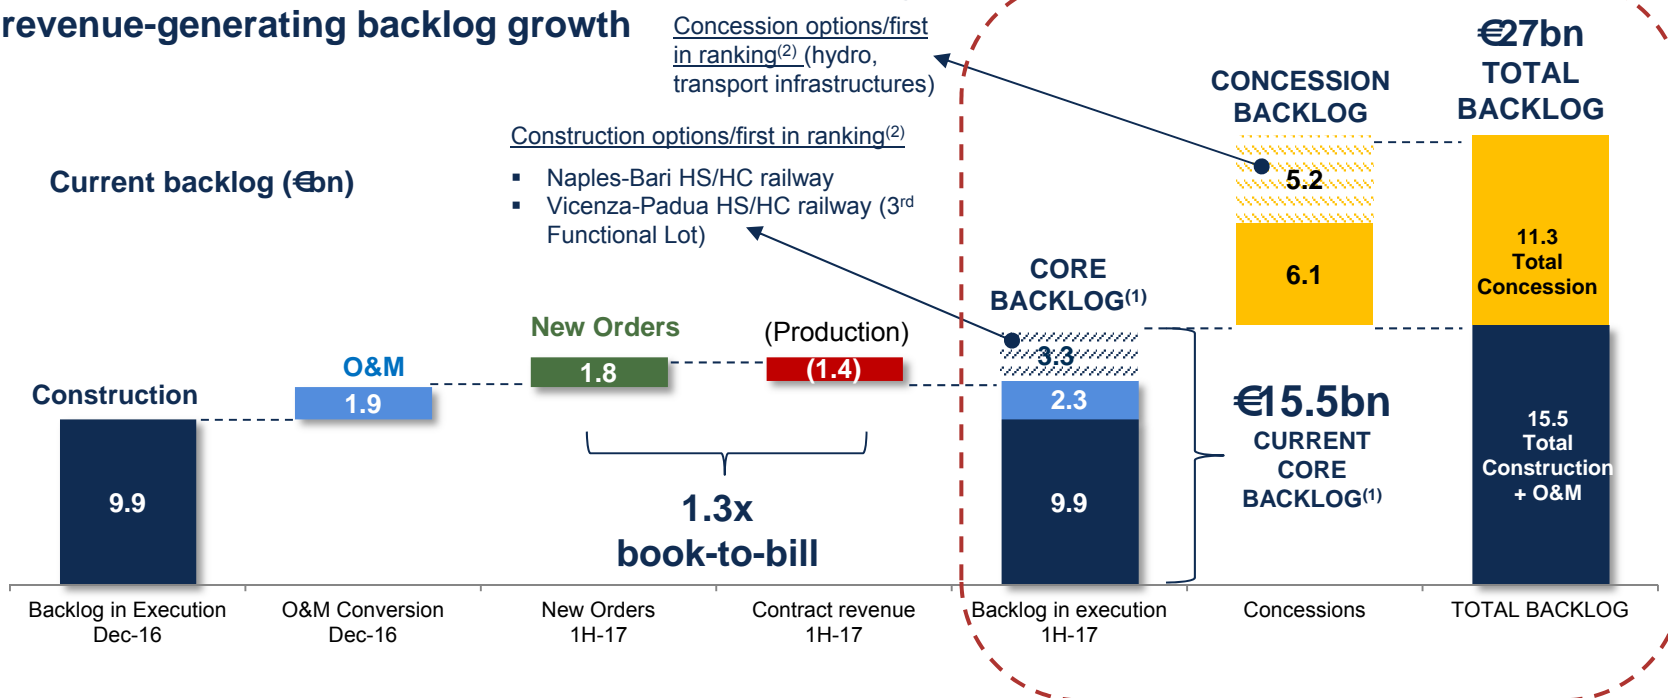 revenue-generating backlog growth
Concession options/first
in ranking(2) (hydro,
transport infrastructures)
€27bn
TOTAL
BACKLOG
CONCESSION
BACKLOG
Construction options/first in ranking(2)
▪ Naples-Bari HS/HC railway
▪ Vicenza-Padua HS/HC railway (3rd
Functional Lot)
Current backlog (€bn)
5.2
6.1
11.3
Total
Concession
CORE
BACKLOG(1)
New Orders
(Production)
3.3
1.8
(1.4)
O&M
1.9
Construction
2.3
€15.5bn
CURRENT
CORE
BACKLOG(1)
15.5
Total
Construction
+ O&M
9.9
9.9
1.3x
book-to-bill
Backlog in Execution
Dec-16
O&M Conversion
Dec-16
New Orders
1H-17
Contract revenue
1H-17
Backlog in execution
1H-17
Concessions
TOTAL BACKLOG